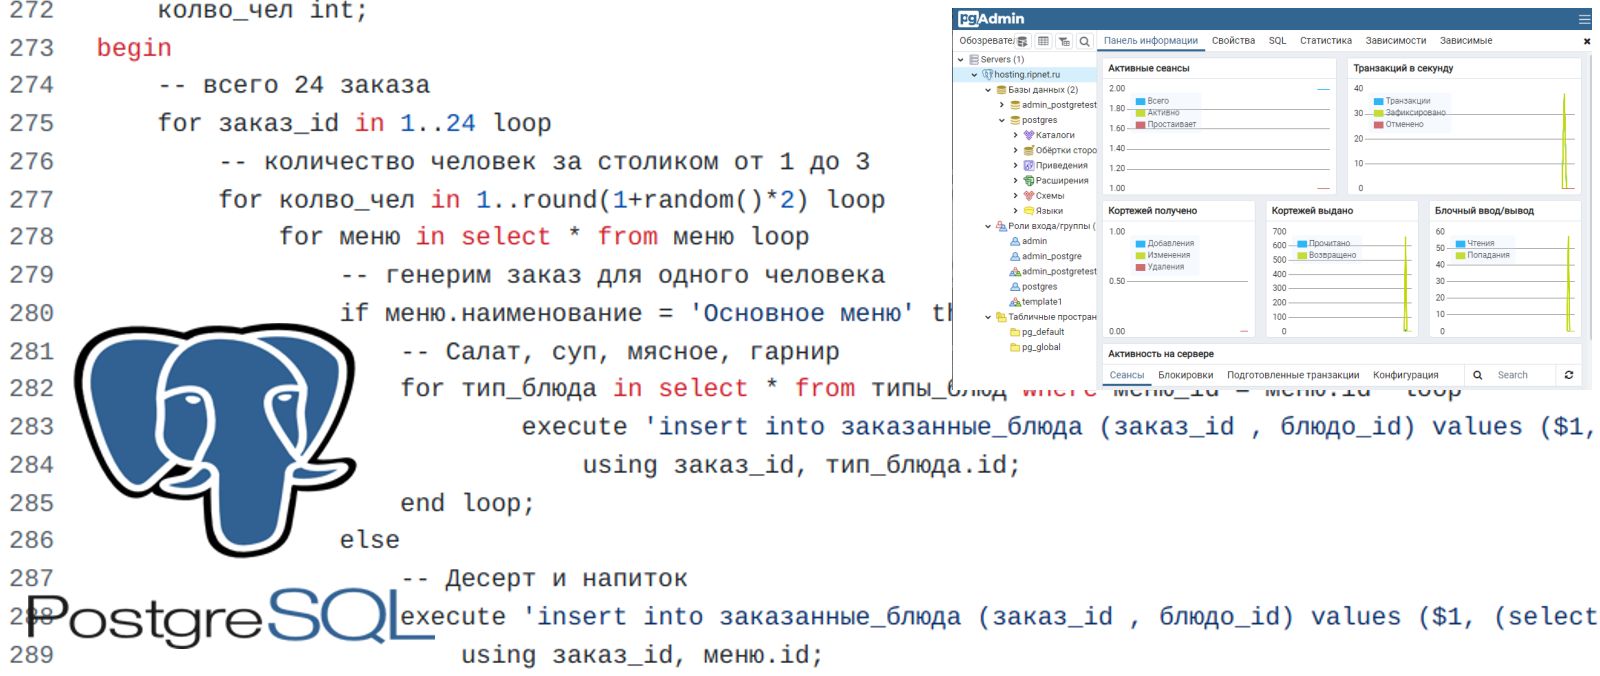 272 колво_чел int;
273 begin
274 -- всего 24 заказа
275 for заказ_id in 1..24 loop
276 -- количество человек за столиком от 1 до 3
277 for колво_чел in 1..round(1+random()*2) loop
278 for меню in select * from меню loop
279 -- генерим заказ для одного человека
280 if меню.наименование = 'Основное меню' th
281 -- Салат, суп, мясное, гарнир
282 for тип_блюда in select * from типы_блюд where меню_id = меню.id loop
283 execute 'insert into заказанные_блюда (заказ_id , блюдо_id) values ($1,
284 using заказ_id, тип_блюда.id;
285 end loop;
286 else
287 -- Десерт и напиток
288 execute 'insert into заказанные_блюда (заказ_id , блюдо_id) values ($1, (select
289 using заказ_id, меню.id;
PostgreSQL
pgAdmin
Обозреватель
Панель информации Свойства SQL Статистика Зависимости Зависимые
Servers (1)
hosting.ripnet.ru
Базы данных (2)
admin_postgretest
postgres
Каталоги
Обёртки сторо
Приведения
Расширения
Схемы
Языки
Роли входа/группы (
admin
admin_postgre
admin_postgretest
postgres
template1
Табличные простран
pg_default
pg_global
Активные сеансы
2.00
1.80
1.60
1.40
1.20
1.00
Всего
Активно
Простаивает
Транзакций в секунду
40
30
20
10
0
Транзакции
Зафиксировано
Отменено
Кортежей получено
1.00
0.50
0.00
Добавления
Изменения
Удаления
Кортежей выдано
700
600
500
400
300
200
100
0
Прочитано
Возвращено
Блочный ввод/вывод
60
50
40
30
20
10
0
Чтения
Попадания
Активность на сервере
Сеансы Блокировки Подготовленные транзакции Конфигурация Search